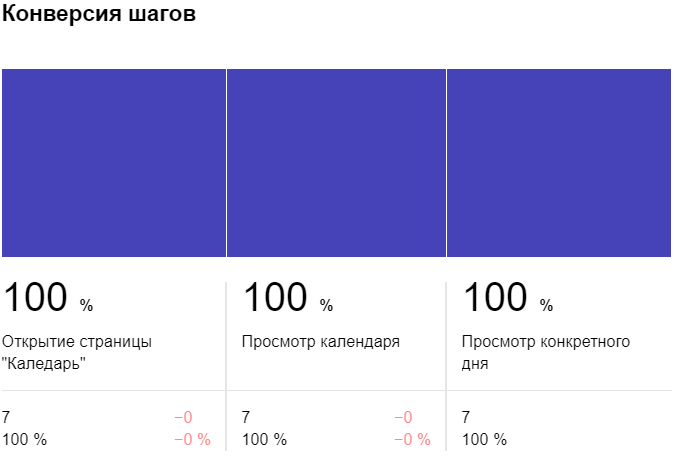 Конверсия шагов
100 % 100 % 100 %
Открытие страницы Просмотр календаря Просмотр конкретного
"Каледарь" дня
7 −0 7 −0 7
100 % −0 % 100 % −0 % 100 %